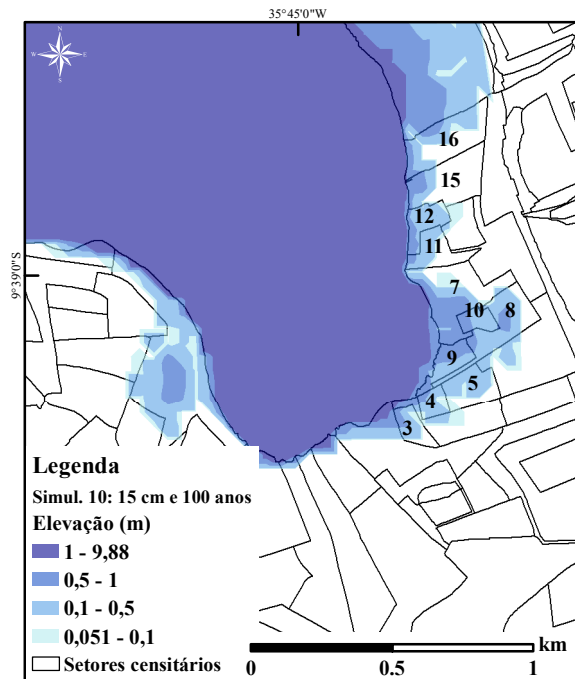 35°45'0"W
N
W E
S
16
15
12
11
9°39'0"S
7
10 8
9
5
4
3
Legenda
Simul. 10: 15 cm e 100 anos
Elevação (m)
1 - 9,88
0,5 - 1
0,1 - 0,5
0,051 - 0,1
Setores censitários
km
0 0.5 1